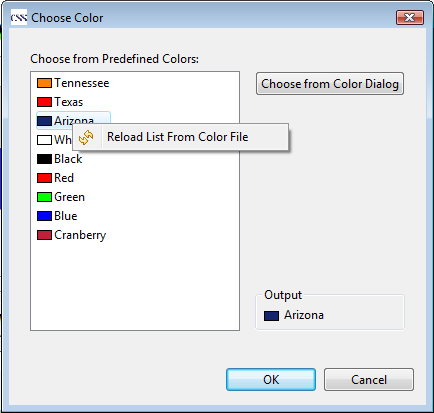 CSS Choose Color
Choose from Predefined Colors:
Tennessee
Choose from Color Dialog
Texas
Arizona
Wh
Reload List From Color File
Black
Red
Green
Blue
Cranberry
Output
Arizona
OK
Cancel